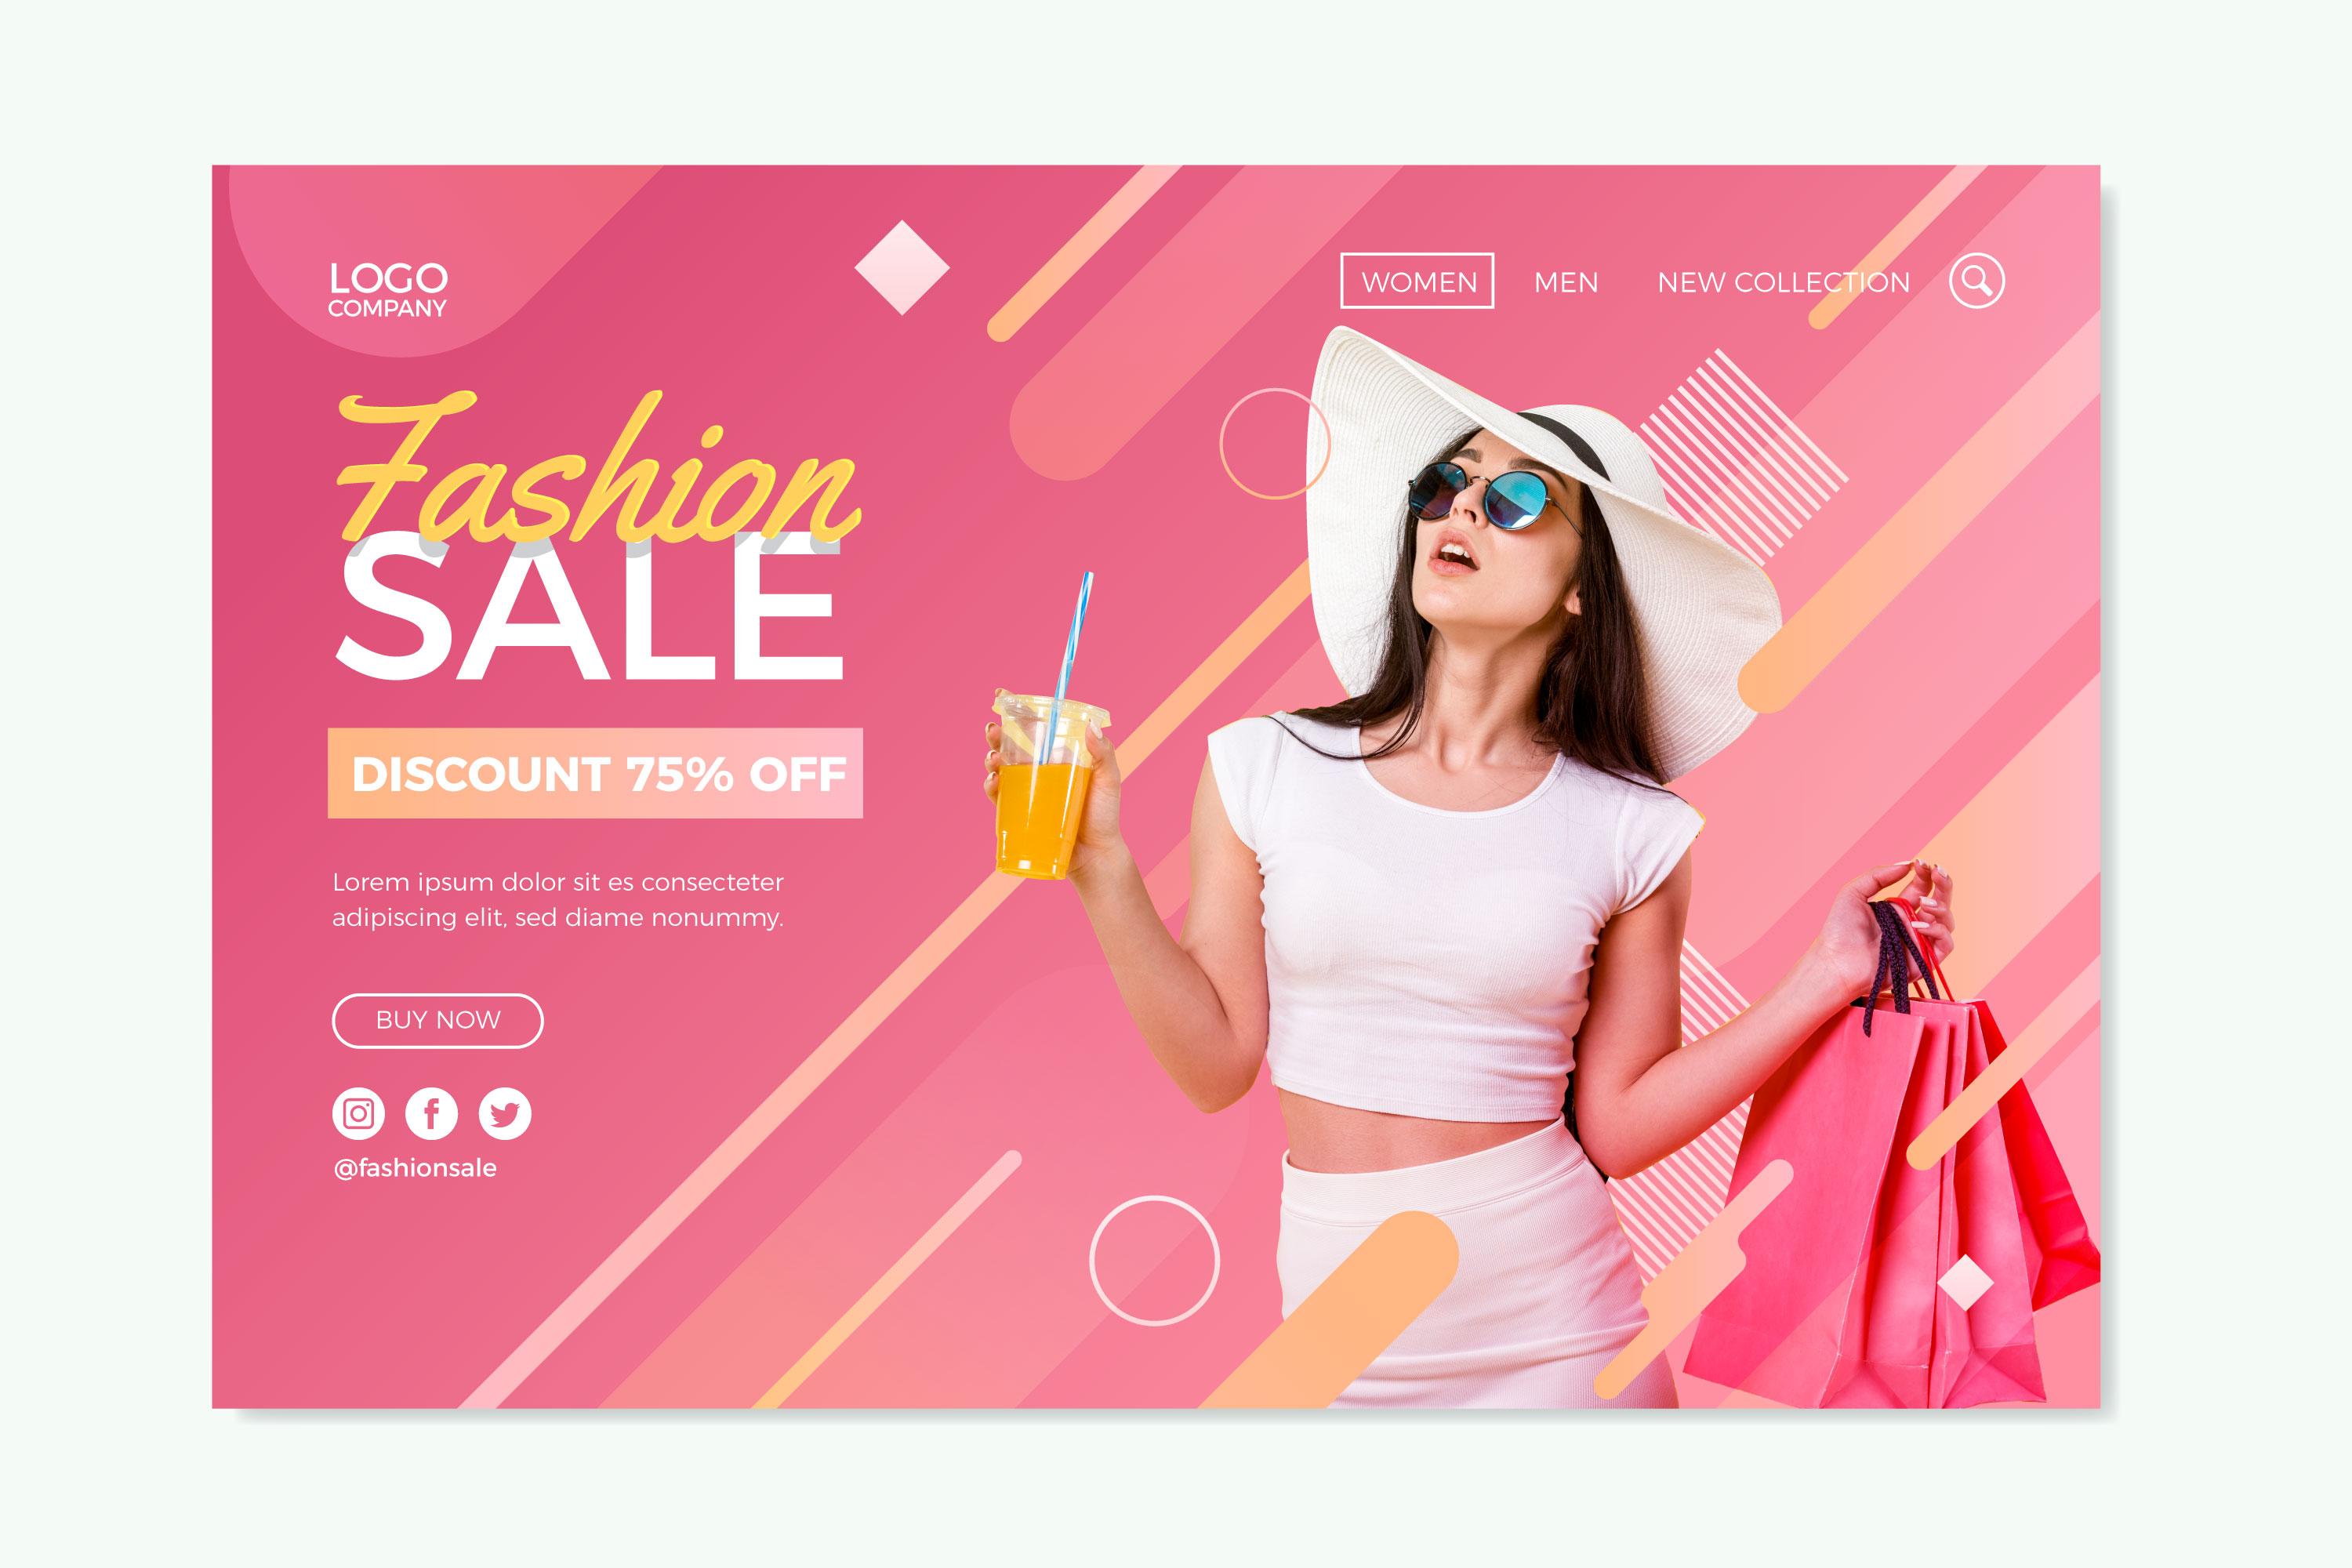 LOGO
COMPANY
WOMEN MEN NEW COLLECTION
Fashion
SALE
DISCOUNT 75% OFF
Lorem ipsum dolor sit es consecteter
adipiscing elit, sed diame nonummy.
BUY NOW
@fashionsale